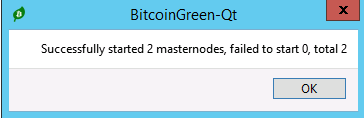 BitcoinGreen-Qt
x
Successfully started 2 masternodes, failed to start 0, total 2
OK